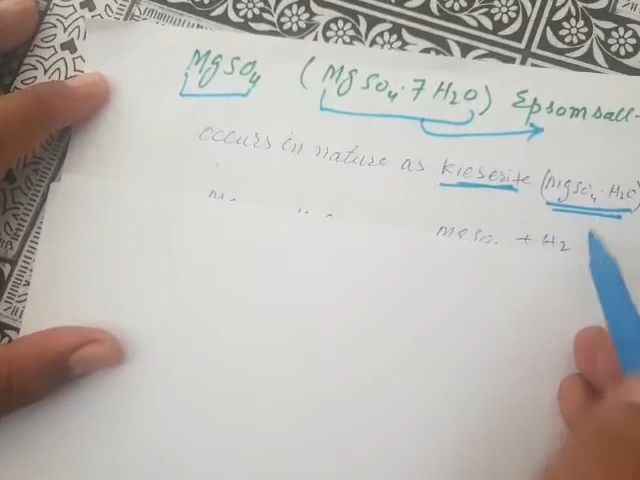 MgSO₄ (MgSO₄·7H₂O) Epsom salt
occurs in nature as kieserite (MgSO₄·H₂O)
MgSO₄ + H₂